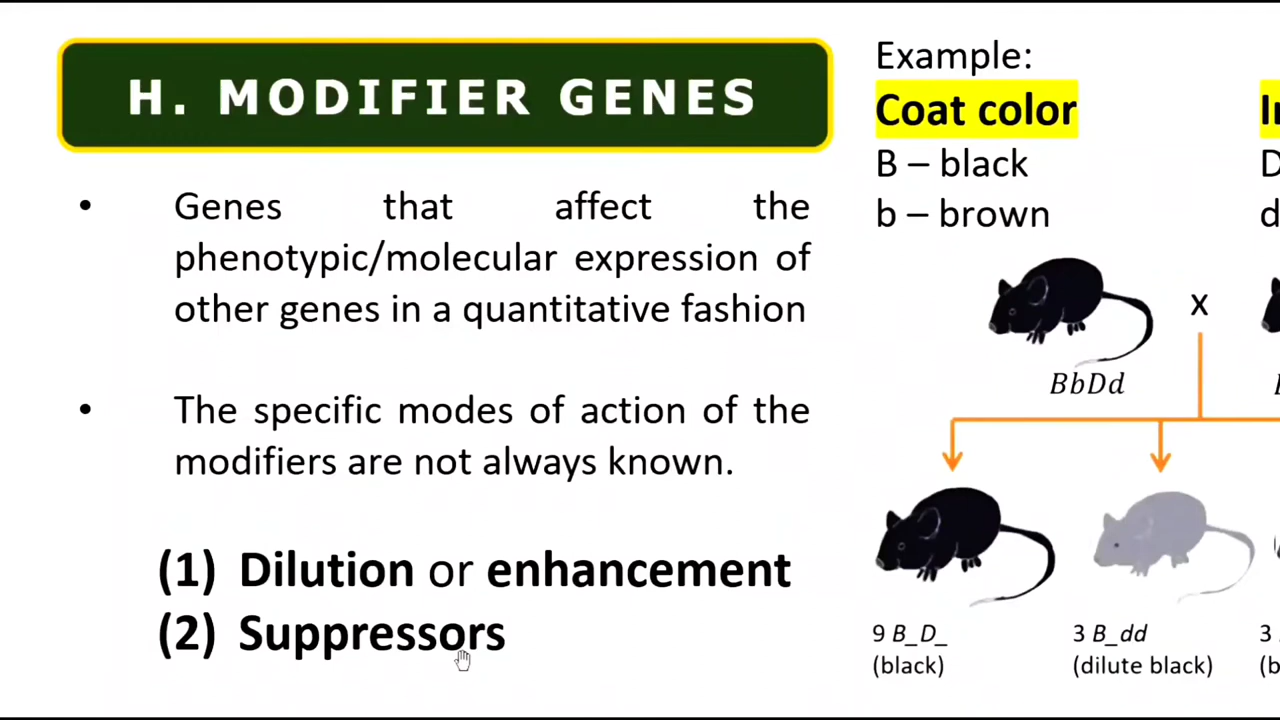 H. MODIFIER GENES
• Genes that affect the
phenotypic/molecular expression of
other genes in a quantitative fashion
• The specific modes of action of the
modifiers are not always known.
(1) Dilution or enhancement
(2) Suppressors
Example:
Coat color
B – black
b – brown
x
BbDd
9 B_D_
(black)
3 B_dd
(dilute black)
D
d
3
(b